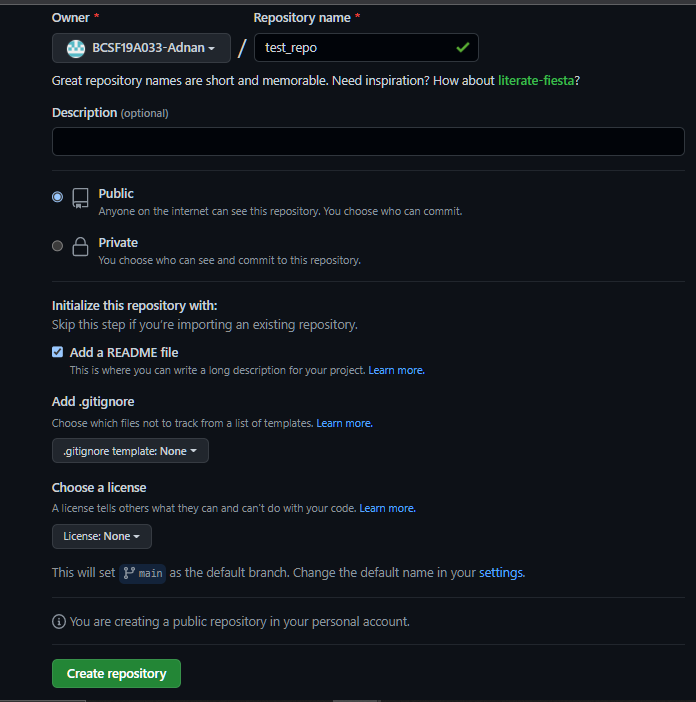 Owner * Repository name *
BCSF19A033-Adnan / test_repo
Great repository names are short and memorable. Need inspiration? How about literate-fiesta?
Description (optional)
Public
Anyone on the internet can see this repository. You choose who can commit.
Private
You choose who can see and commit to this repository.
Initialize this repository with:
Skip this step if you're importing an existing repository.
Add a README file
This is where you can write a long description for your project. Learn more.
Add .gitignore
Choose which files not to track from a list of templates. Learn more.
.gitignore template: None
Choose a license
A license tells others what they can and can't do with your code. Learn more.
License: None
This will set main as the default branch. Change the default name in your settings.
You are creating a public repository in your personal account.
Create repository